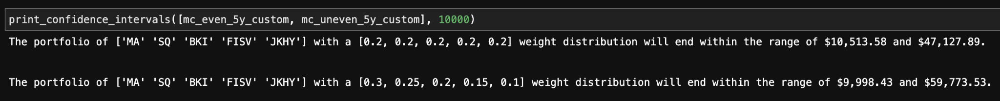 print_confidence_intervals([mc_even_5y_custom, mc_uneven_5y_custom], 10000)
The portfolio of ['MA' 'SQ' 'BKI' 'FISV' 'JKHY'] with a [0.2, 0.2, 0.2, 0.2, 0.2] weight distribution will end within the range of $10,513.58 and $47,127.89.
The portfolio of ['MA' 'SQ' 'BKI' 'FISV' 'JKHY'] with a [0.3, 0.25, 0.2, 0.15, 0.1] weight distribution will end within the range of $9,998.43 and $59,773.53.